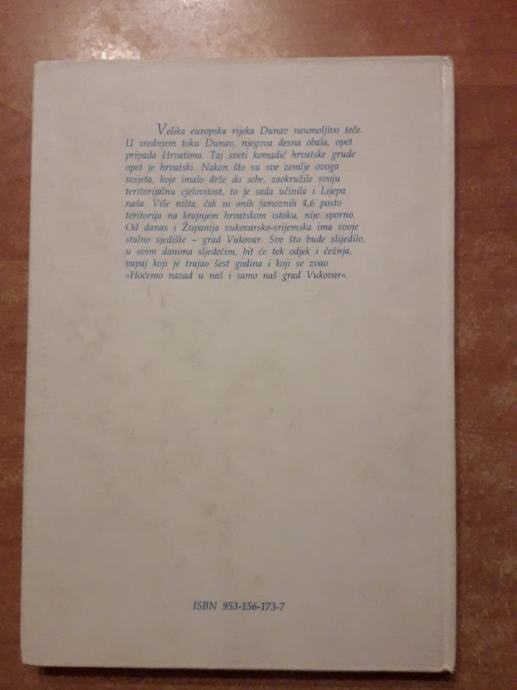 Velika europska rijeka Dunav neumoljivo teče.
U srednjem toku Dunav, njegova desna obala, opet
pripada Hrvatima. Taj sveti komadić hrvatske grude
opet je hrvatski. Nakon što su sve zemlje ovoga
svijeta, koje imalo drže do sebe, zaokružile svoju
teritorijalnu cjelovitost, to je sada učinila i Lijepa
naša. Više ništa, čak ni onih famoznih 4,6 posto
teritorija na krajnjem hrvatskom istoku, nije sporno.
Od danas i Županija vukovarsko-srijemska ima svoje
stalno sjedište – grad Vukovar. Sve što bude slijedilo,
u svim danima sljedećim, bit će tek odjek i čežnja,
vapaj koji je trajao šest godina i koji se zvao
»Hoćemo nazad u naš i samo naš grad Vukovar«.
ISBN 953-156-173-7